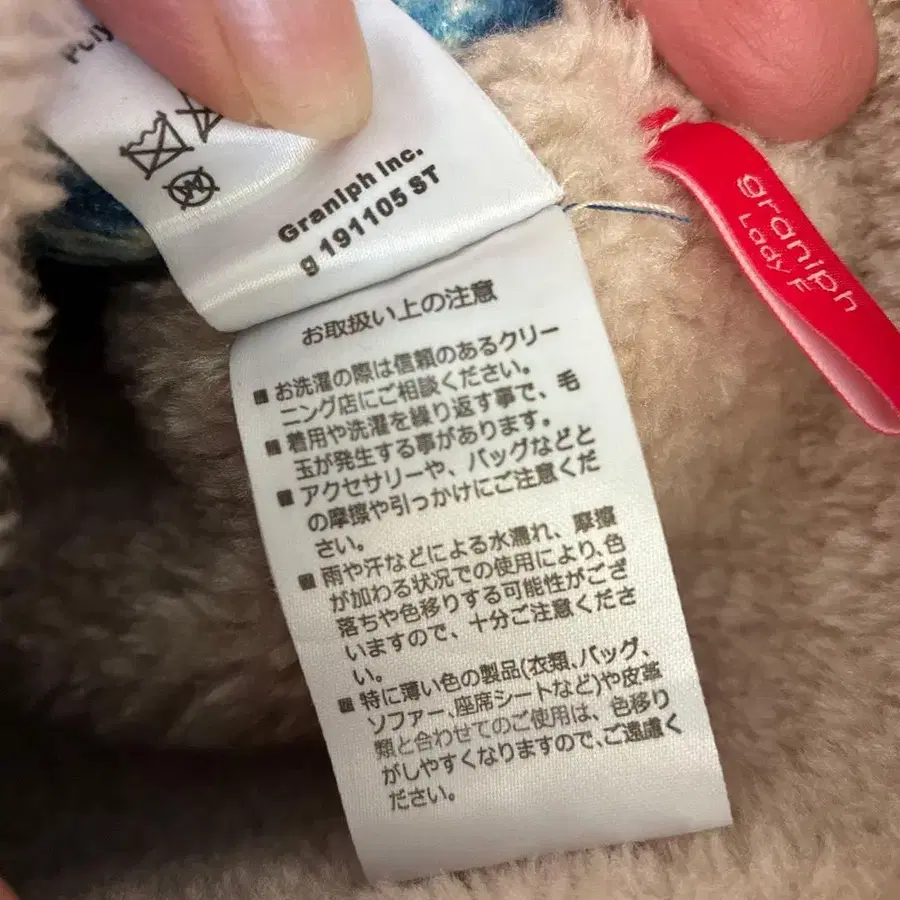 Poly
Graniph Inc.
g 191105 ST
お取扱い上の注意
■ お洗濯の際は信頼のあるクリー
ニング店にご相談ください。
■ 着用や洗濯を繰り返す事で、毛
玉が発生する事があります。
■ アクセサリーや、バッグなどと
の摩擦や引っかけにご注意くだ
さい。
■ 雨や汗などによる水濡れ、摩擦
が加わる状況での使用により、色
落ちや色移りする可能性がござ
いますので、十分ご注意くださ
い。
■ 特に薄い色の製品(衣類、バッグ、
ソファー、座席シートなど)や皮革
類と合わせてのご使用は、色移り
がしやすくなりますので、ご遠慮く
ださい。
graniph
Lady F